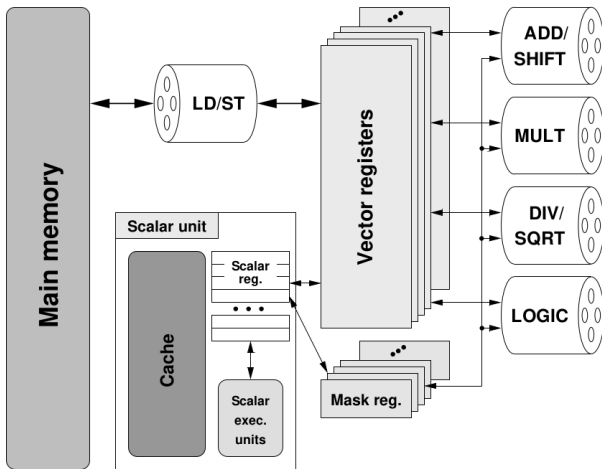 Main memory
LD/ST
Vector registers
ADD/
SHIFT
MULT
DIV/
SQRT
LOGIC
Scalar unit
Cache
Scalar
reg.
Scalar
exec.
units
Mask reg.